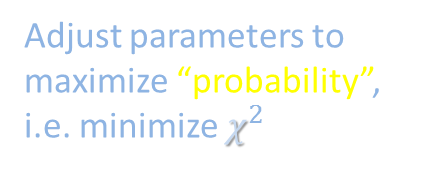 Adjust parameters to
maximize “probability”,
i.e. minimize χ²